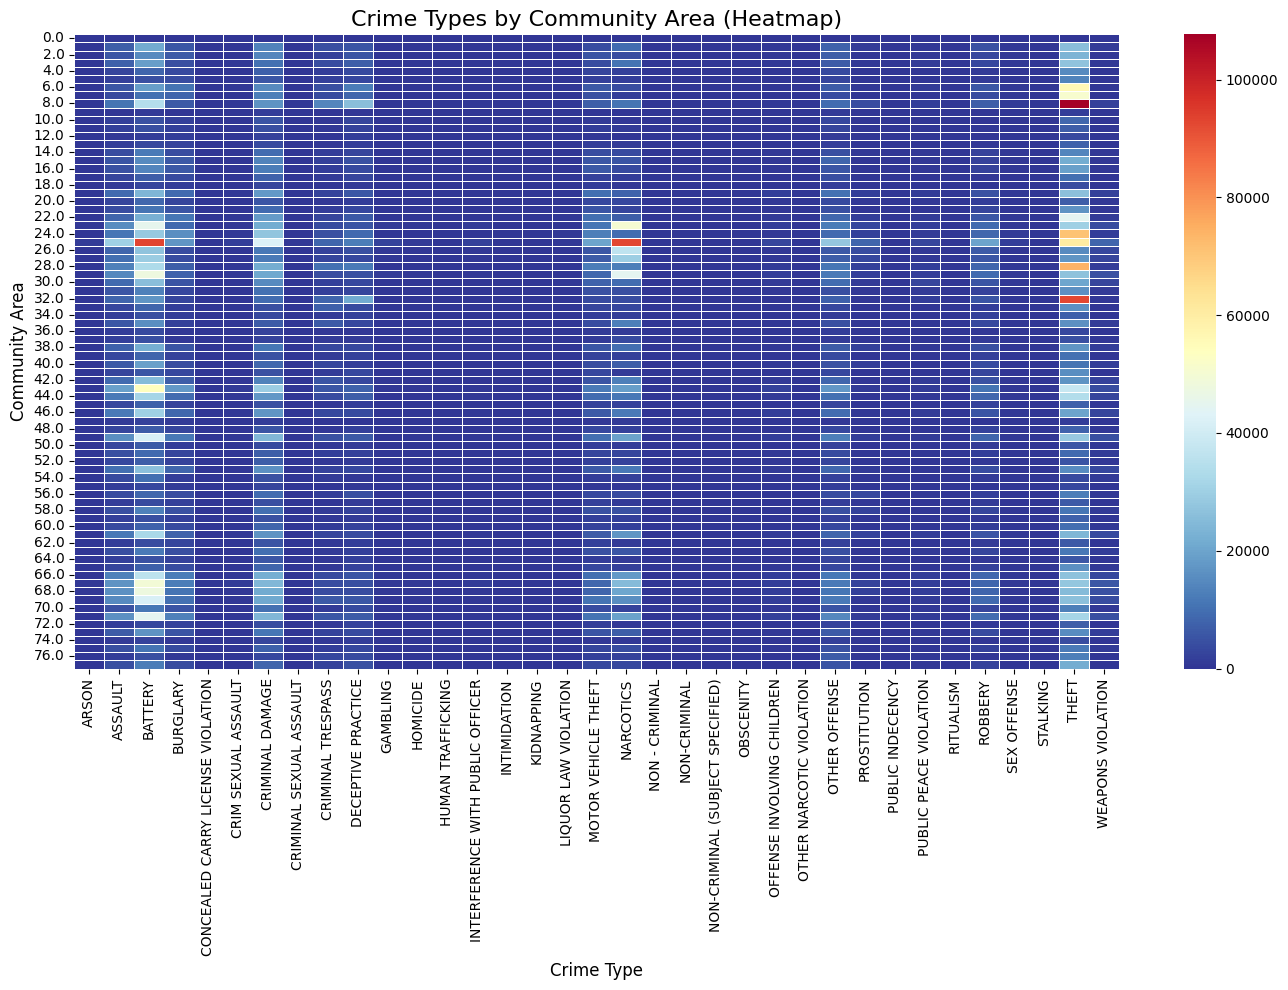 Crime Types by Community Area (Heatmap)
Community Area
0.0
2.0
4.0
6.0
8.0
10.0
12.0
14.0
16.0
18.0
20.0
22.0
24.0
26.0
28.0
30.0
32.0
34.0
36.0
38.0
40.0
42.0
44.0
46.0
48.0
50.0
52.0
54.0
56.0
58.0
60.0
62.0
64.0
66.0
68.0
70.0
72.0
74.0
76.0
ARSON
ASSAULT
BATTERY
BURGLARY
CONCEALED CARRY LICENSE VIOLATION
CRIM SEXUAL ASSAULT
CRIMINAL DAMAGE
CRIMINAL SEXUAL ASSAULT
CRIMINAL TRESPASS
DECEPTIVE PRACTICE
GAMBLING
HOMICIDE
HUMAN TRAFFICKING
INTERFERENCE WITH PUBLIC OFFICER
INTIMIDATION
KIDNAPPING
LIQUOR LAW VIOLATION
MOTOR VEHICLE THEFT
NARCOTICS
NON - CRIMINAL
NON-CRIMINAL
NON-CRIMINAL (SUBJECT SPECIFIED)
OBSCENITY
OFFENSE INVOLVING CHILDREN
OTHER NARCOTIC VIOLATION
OTHER OFFENSE
PROSTITUTION
PUBLIC INDECENCY
PUBLIC PEACE VIOLATION
RITUALISM
ROBBERY
SEX OFFENSE
STALKING
THEFT
WEAPONS VIOLATION
Crime Type
100000
80000
60000
40000
20000
0